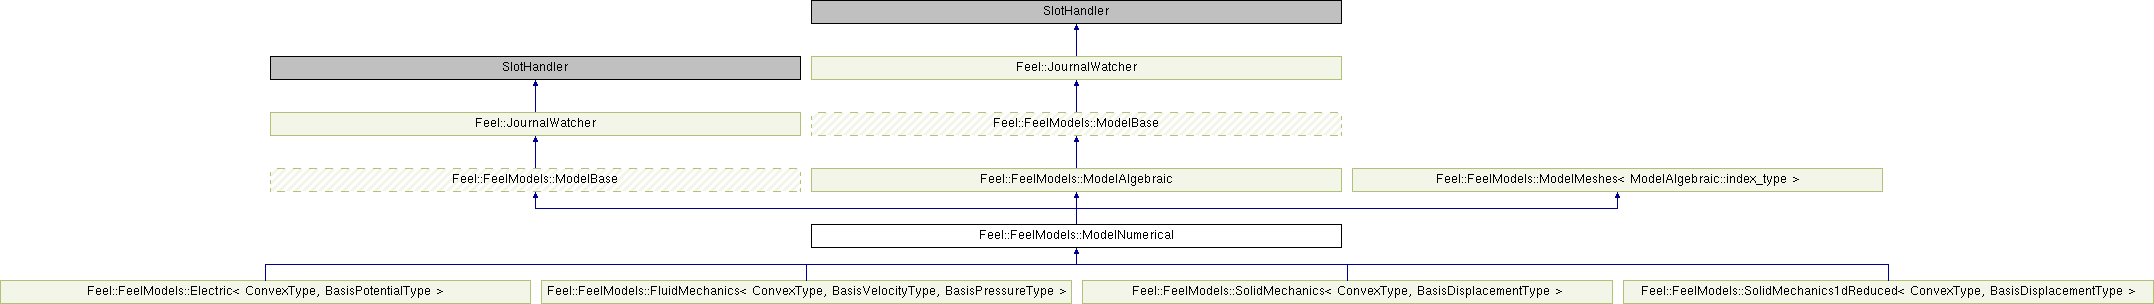 SlotHandler
SlotHandler
Feel::JournalWatcher
Feel::JournalWatcher
Feel::FeelModels::ModelBase
Feel::FeelModels::ModelBase
Feel::FeelModels::ModelAlgebraic
Feel::FeelModels::ModelMeshes< ModelAlgebraic::index_type >
Feel::FeelModels::ModelNumerical
Feel::FeelModels::Electric< ConvexType, BasisPotentialType >
Feel::FeelModels::FluidMechanics< ConvexType, BasisVelocityType, BasisPressureType >
Feel::FeelModels::SolidMechanics< ConvexType, BasisDisplacementType >
Feel::FeelModels::SolidMechanics1dReduced< ConvexType, BasisDisplacementType >